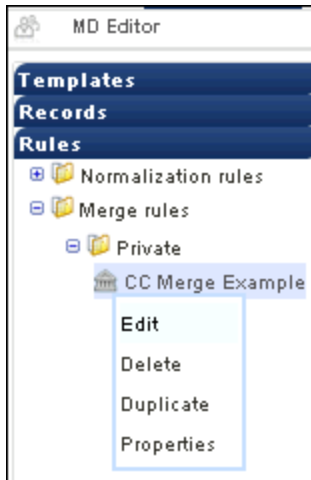 MD Editor
Templates
Records
Rules
Normalization rules
Merge rules
Private
CC Merge Example
Edit
Delete
Duplicate
Properties